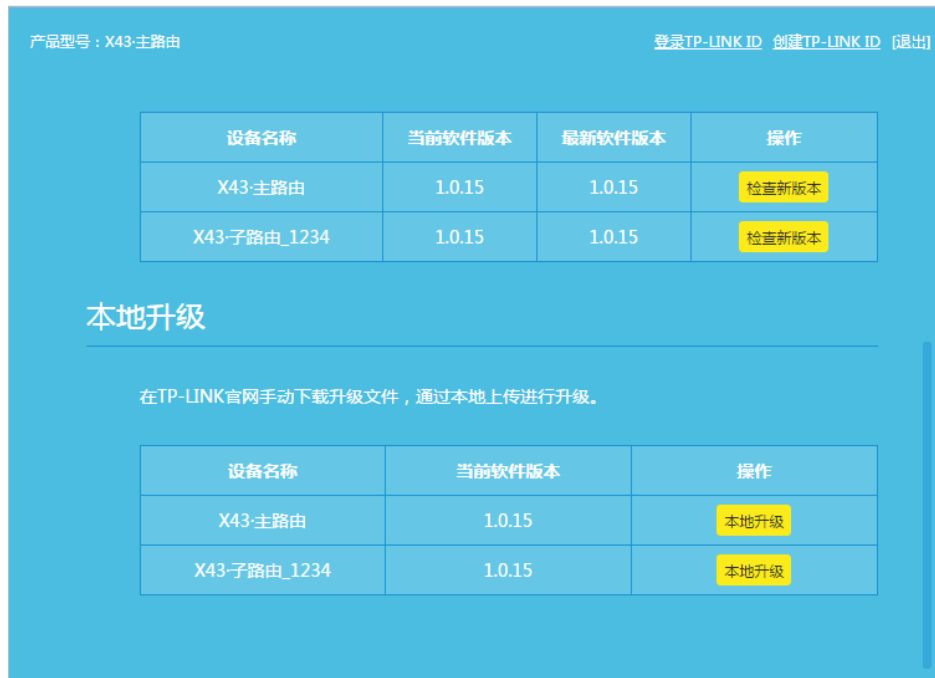 产品型号：X43·主路由 登录TP-LINK ID 创建TP-LINK ID [退出]
设备名称 当前软件版本 最新软件版本 操作
X43·主路由 1.0.15 1.0.15 检查新版本
X43·子路由_1234 1.0.15 1.0.15 检查新版本
本地升级
在TP-LINK官网手动下载升级文件，通过本地上传进行升级。
设备名称 当前软件版本 操作
X43·主路由 1.0.15 本地升级
X43·子路由_1234 1.0.15 本地升级